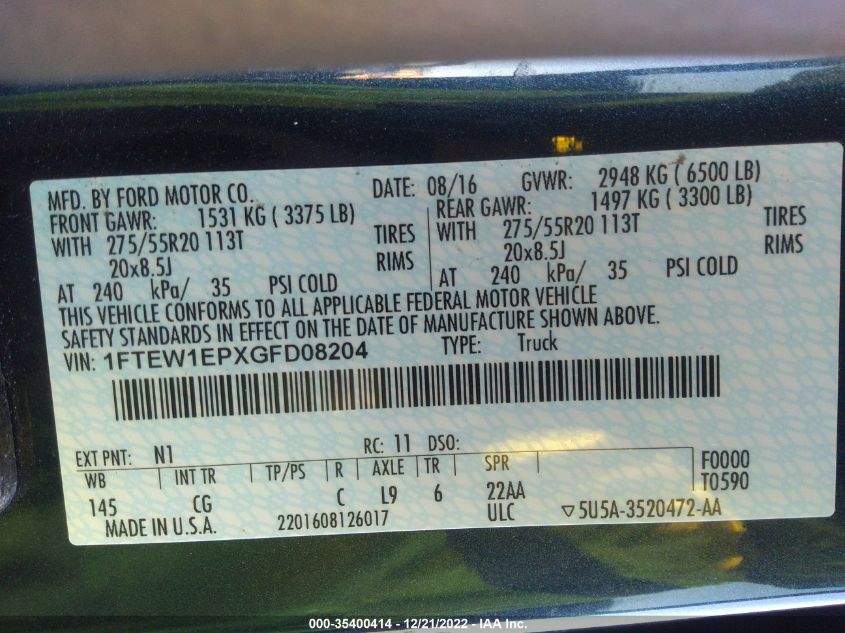 MFD. BY FORD MOTOR CO. DATE: 08/16 GVWR: 2948 KG ( 6500 LB)
FRONT GAWR: 1531 KG ( 3375 LB) REAR GAWR: 1497 KG ( 3300 LB)
WITH 275/55R20 113T TIRES WITH 275/55R20 113T TIRES
20x8.5J RIMS 20x8.5J RIMS
AT 240 kPa/ 35 PSI COLD AT 240 kPa/ 35 PSI COLD
THIS VEHICLE CONFORMS TO ALL APPLICABLE FEDERAL MOTOR VEHICLE
SAFETY STANDARDS IN EFFECT ON THE DATE OF MANUFACTURE SHOWN ABOVE.
VIN: 1FTEW1EPXGFD08204 TYPE: Truck
EXT PNT: N1 RC: 11 DSO:
WB INT TR TP/PS R AXLE TR SPR F0000
145 CG C L9 6 22AA T0590
MADE IN U.S.A. 2201608126017 ULC ▽5U5A-3520472-AA
000-35400414 - 12/21/2022 - IAA Inc.